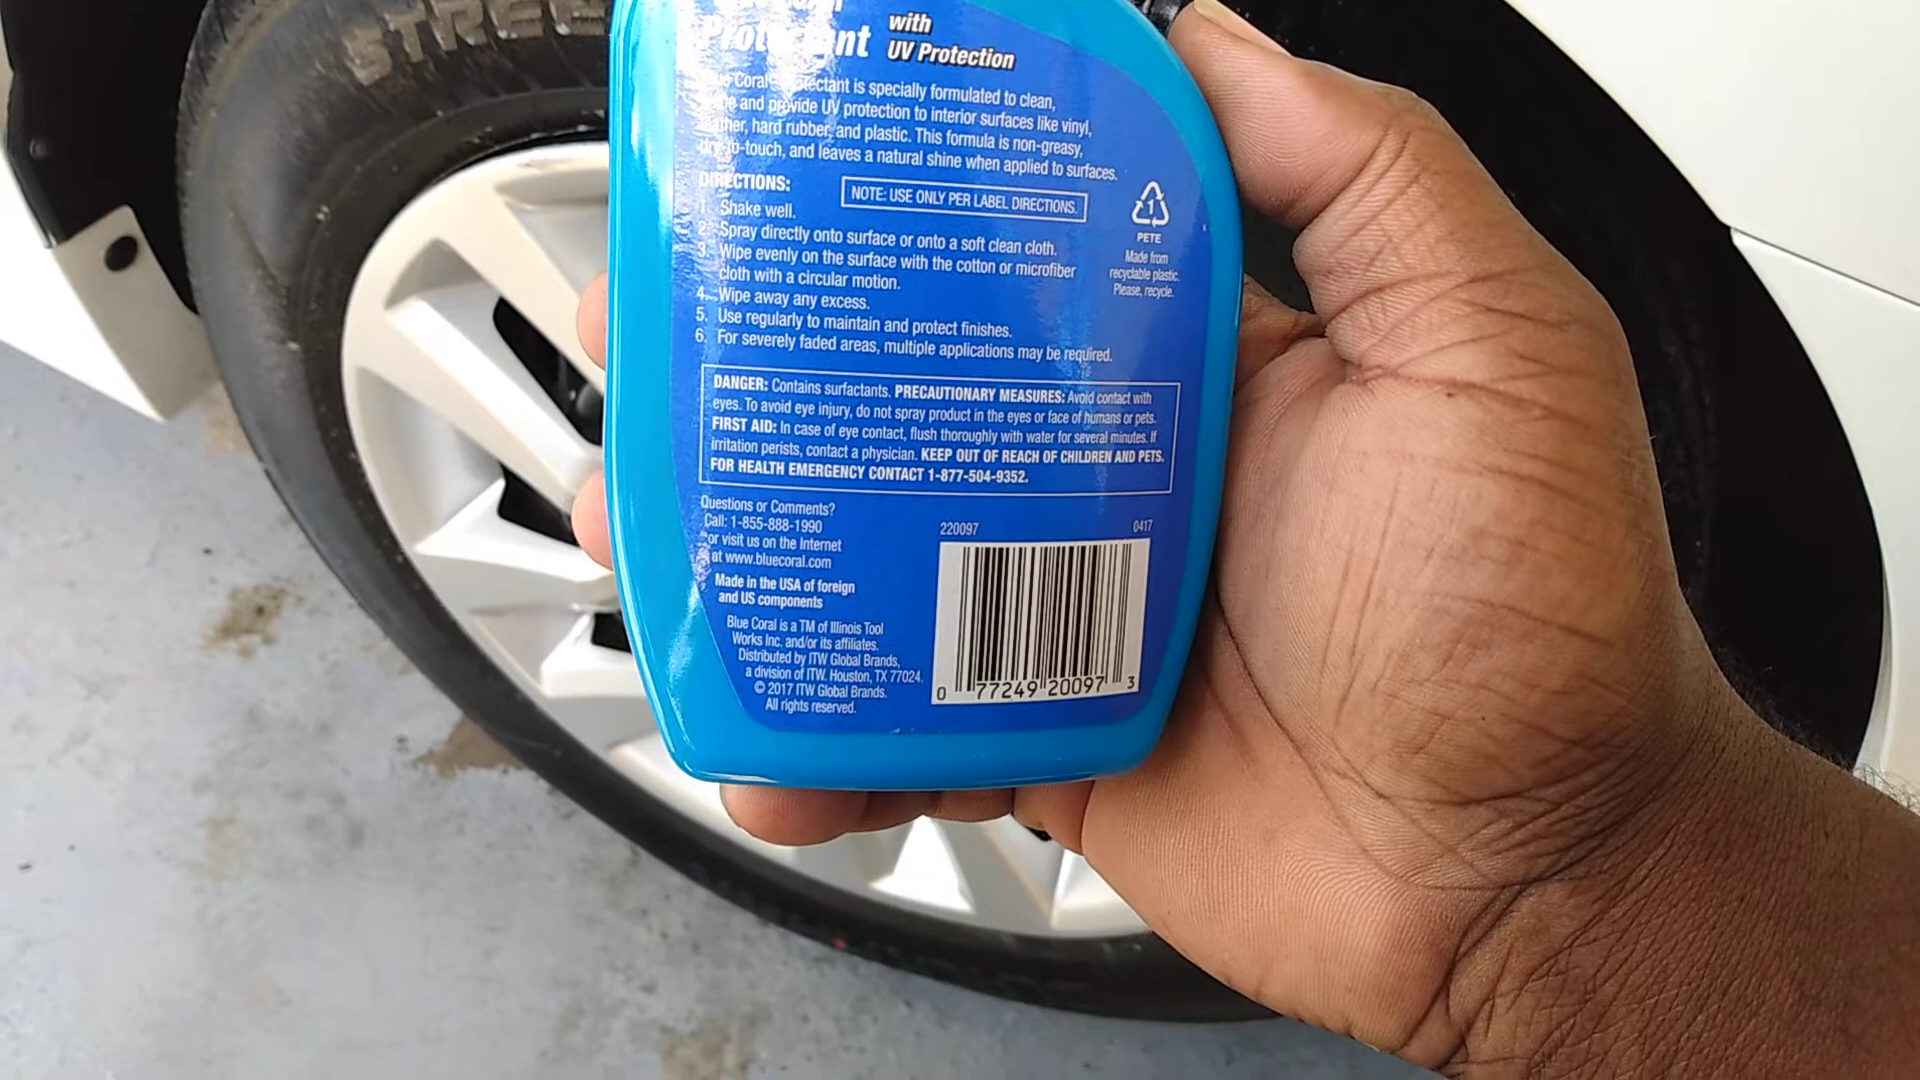 STREE
Protectant
with
UV Protection
Blue Coral Protectant is specially formulated to clean,
and provide UV protection to interior surfaces like vinyl,
leather, hard rubber, and plastic. This formula is non-greasy,
dry-to-touch, and leaves a natural shine when applied to surfaces.
DIRECTIONS:
NOTE: USE ONLY PER LABEL DIRECTIONS.
1. Shake well.
2. Spray directly onto surface or onto a soft clean cloth.
3. Wipe evenly on the surface with the cotton or microfiber
cloth with a circular motion.
4. Wipe away any excess.
5. Use regularly to maintain and protect finishes.
6. For severely faded areas, multiple applications may be required.
1
PETE
Made from
recyclable plastic.
Please, recycle.
DANGER: Contains surfactants. PRECAUTIONARY MEASURES: Avoid contact with
eyes. To avoid eye injury, do not spray product in the eyes or face of humans or pets.
FIRST AID: In case of eye contact, flush thoroughly with water for several minutes. If
irritation perists, contact a physician. KEEP OUT OF REACH OF CHILDREN AND PETS.
FOR HEALTH EMERGENCY CONTACT 1-877-504-9352.
Questions or Comments?
Call: 1-855-888-1990
or visit us on the Internet
at www.bluecoral.com
Made in the USA of foreign
and US components
Blue Coral is a TM of Illinois Tool
Works Inc. and/or its affiliates.
Distributed by ITW Global Brands,
a division of ITW. Houston, TX 77024.
© 2017 ITW Global Brands.
All rights reserved.
220097
0417
0 77249 20097 3